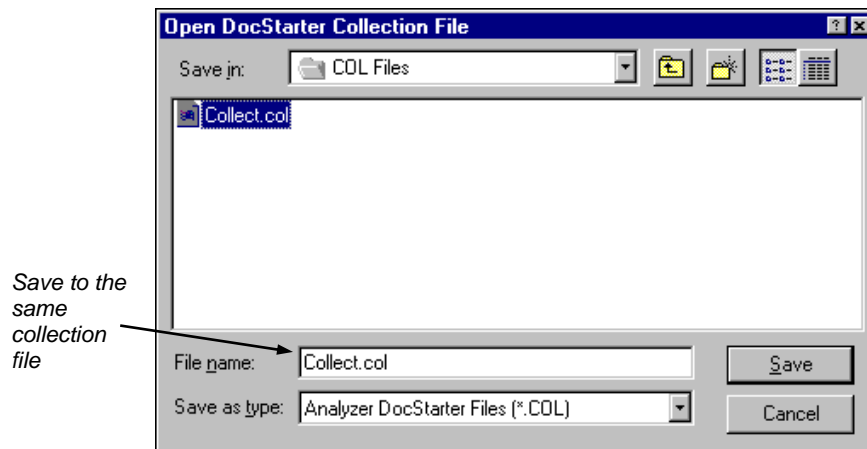 Open DocStarter Collection File
Save in:
COL Files
Collect.col
Save to the
same
collection
file
File name:
Collect.col
Save
Save as type:
Analyzer DocStarter Files (*.COL)
Cancel